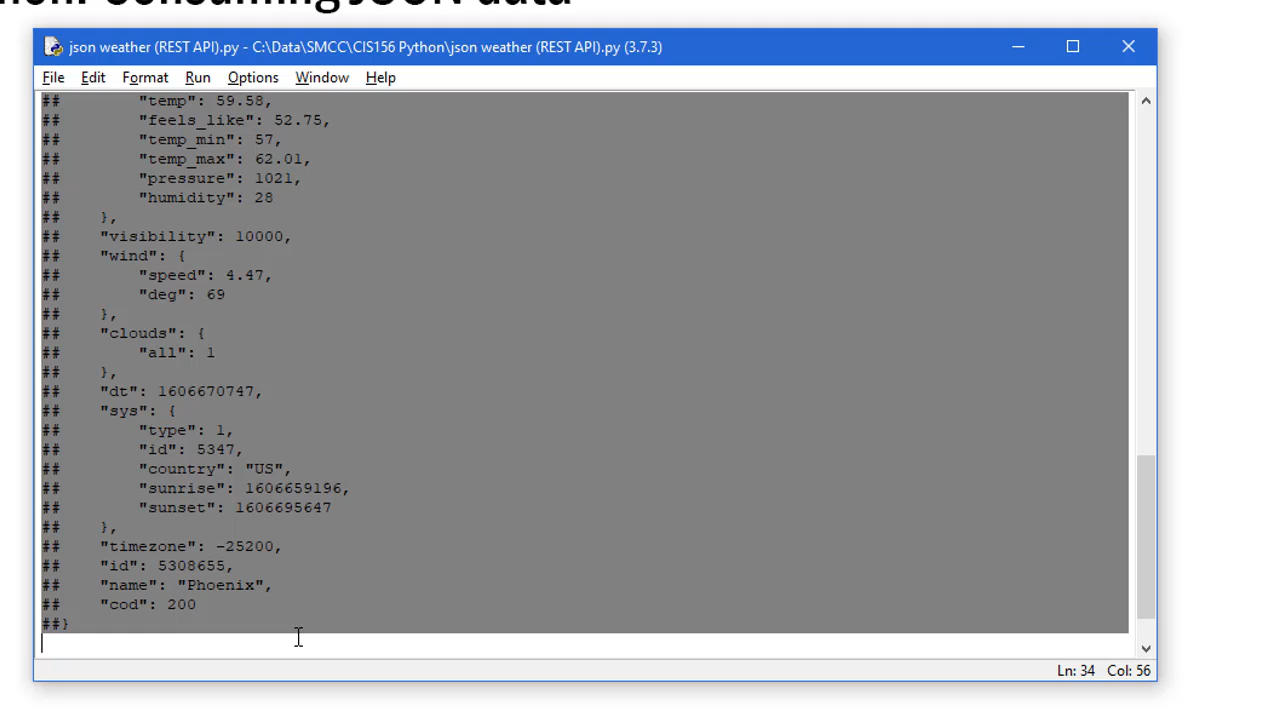 Consuming JSON data
json weather (REST API).py - C:\Data\SMCC\CIS156 Python\json weather (REST API).py (3.7.3)
File Edit Format Run Options Window Help
##        "temp": 59.58,
##        "feels_like": 52.75,
##        "temp_min": 57,
##        "temp_max": 62.01,
##        "pressure": 1021,
##        "humidity": 28
##    },
##    "visibility": 10000,
##    "wind": {
##        "speed": 4.47,
##        "deg": 69
##    },
##    "clouds": {
##        "all": 1
##    },
##    "dt": 1606670747,
##    "sys": {
##        "type": 1,
##        "id": 5347,
##        "country": "US",
##        "sunrise": 1606659196,
##        "sunset": 1606695647
##    },
##    "timezone": -25200,
##    "id": 5308655,
##    "name": "Phoenix",
##    "cod": 200
##}
Ln: 34 Col: 56